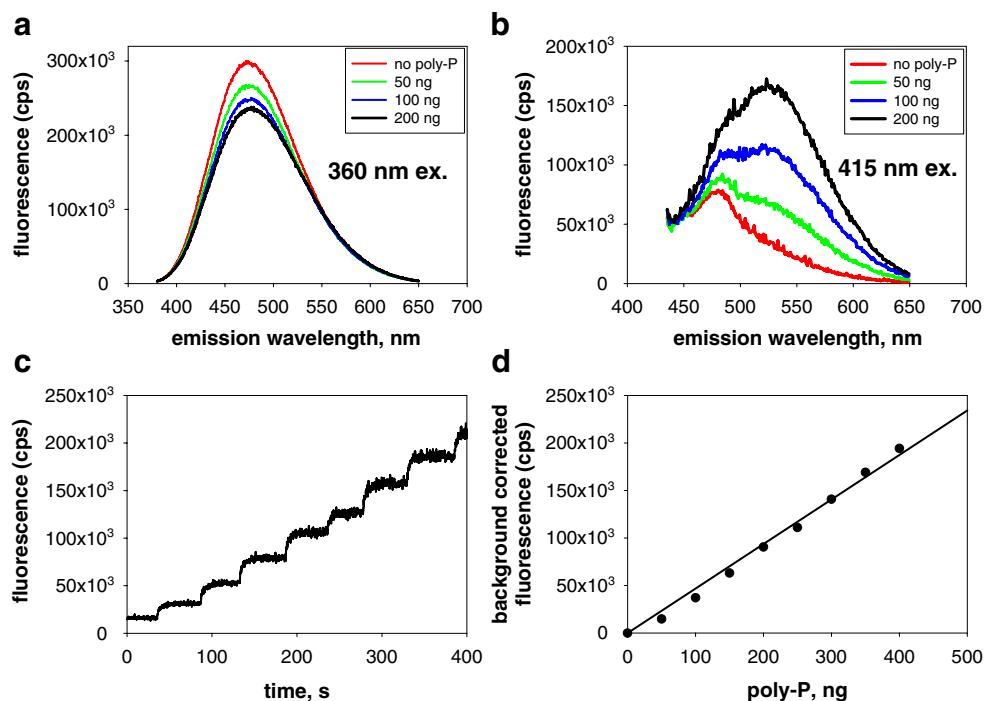 a
fluorescence (cps)
300x10³
200x10³
100x10³
0
350 400 450 500 550 600 650 700
emission wavelength, nm
no poly-P
50 ng
100 ng
200 ng
360 nm ex.
b
fluorescence (cps)
200x10³
150x10³
100x10³
50x10³
0
400 450 500 550 600 650 700
emission wavelength, nm
no poly-P
50 ng
100 ng
200 ng
415 nm ex.
c
fluorescence (cps)
250x10³
200x10³
150x10³
100x10³
50x10³
0
0 100 200 300 400
time, s
d
background corrected
fluorescence (cps)
250x10³
200x10³
150x10³
100x10³
50x10³
0
0 100 200 300 400 500
poly-P, ng